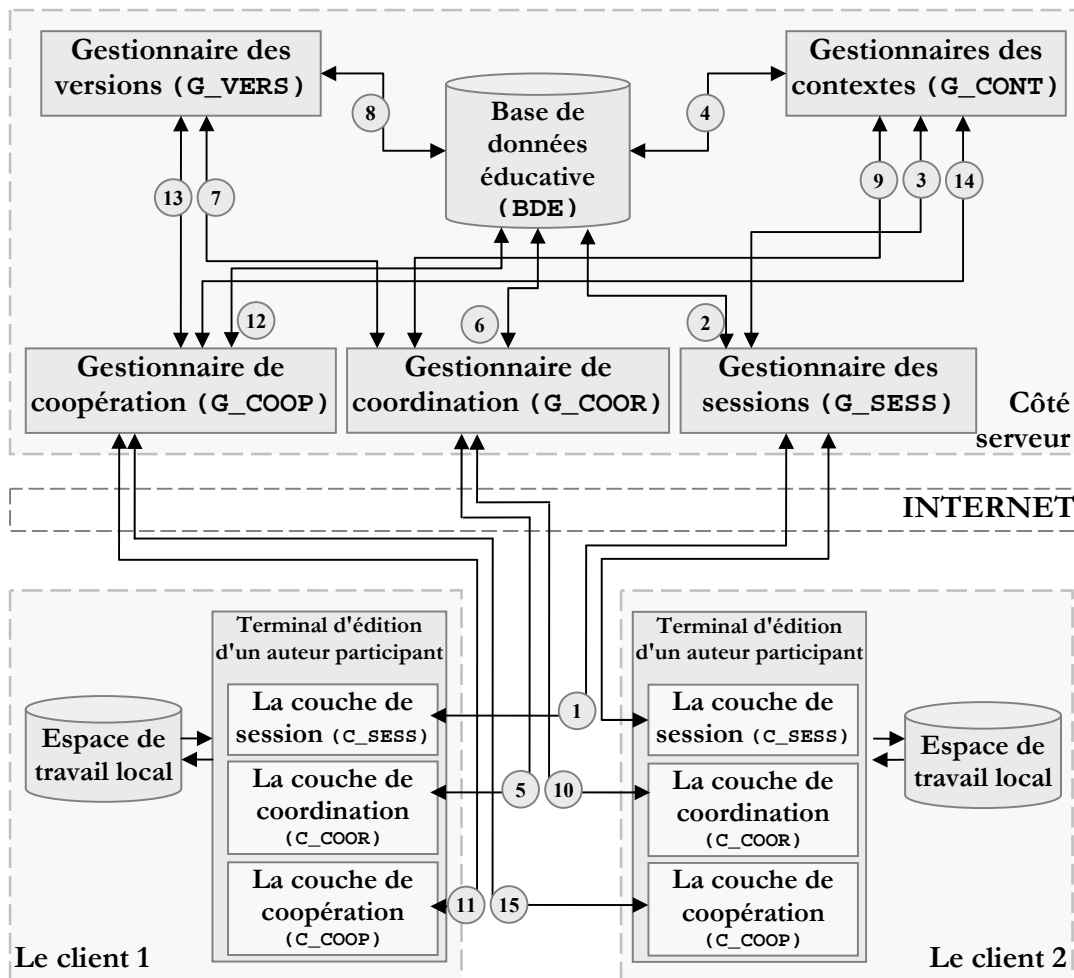 Gestionnaire des
versions (G_VERS)
Gestionnaires des
contextes (G_CONT)
Base de
données
éducative
(BDE)
8
4
13
7
9
3
14
12
6
2
Gestionnaire de
coopération (G_COOP)
Gestionnaire de
coordination (G_COOR)
Gestionnaire des
sessions (G_SESS)
Côté
serveur
INTERNET
Terminal d'édition
d'un auteur participant
La couche de
session (C_SESS)
La couche de
coordination
(C_COOR)
La couche de
coopération
(C_COOP)
Espace de
travail local
Le client 1
1
5
10
11
15
Terminal d'édition
d'un auteur participant
La couche de
session (C_SESS)
La couche de
coordination
(C_COOR)
La couche de
coopération
(C_COOP)
Espace de
travail local
Le client 2